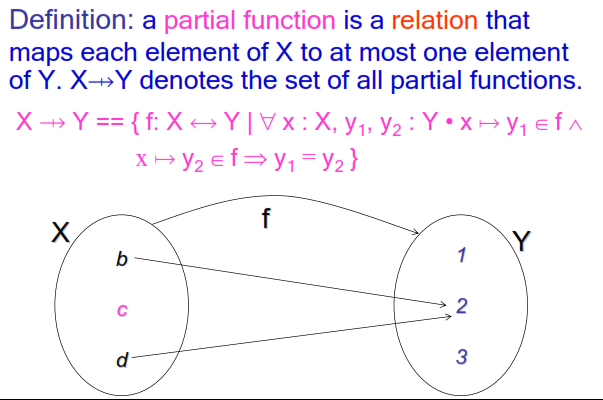 Definition: a partial function is a relation that
maps each element of X to at most one element
of Y. X⇸Y denotes the set of all partial functions.
X ⇸ Y == { f: X ↔ Y | ∀ x : X, y₁, y₂ : Y • x ↦ y₁ ∈ f ∧
x ↦ y₂ ∈ f ⇒ y₁ = y₂ }
f
X
Y
b
1
c
2
d
3